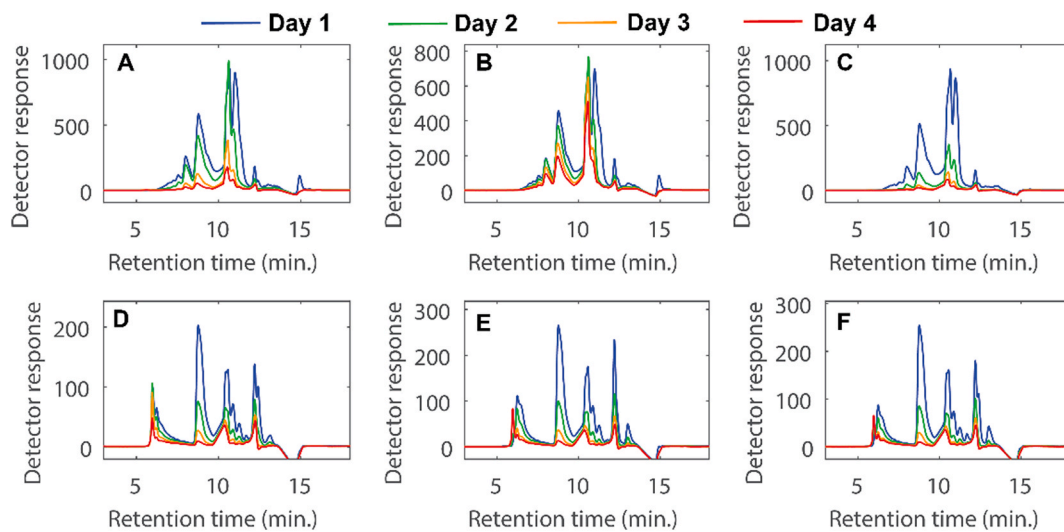 Day 1 Day 2 Day 3 Day 4
A
Detector response
1000
500
0
5 10 15
Retention time (min.)
B
Detector response
800
600
400
200
0
5 10 15
Retention time (min.)
C
Detector response
1000
500
0
5 10 15
Retention time (min.)
D
Detector response
200
100
0
5 10 15
Retention time (min.)
E
Detector response
300
200
100
0
5 10 15
Retention time (min.)
F
Detector response
300
200
100
0
5 10 15
Retention time (min.)